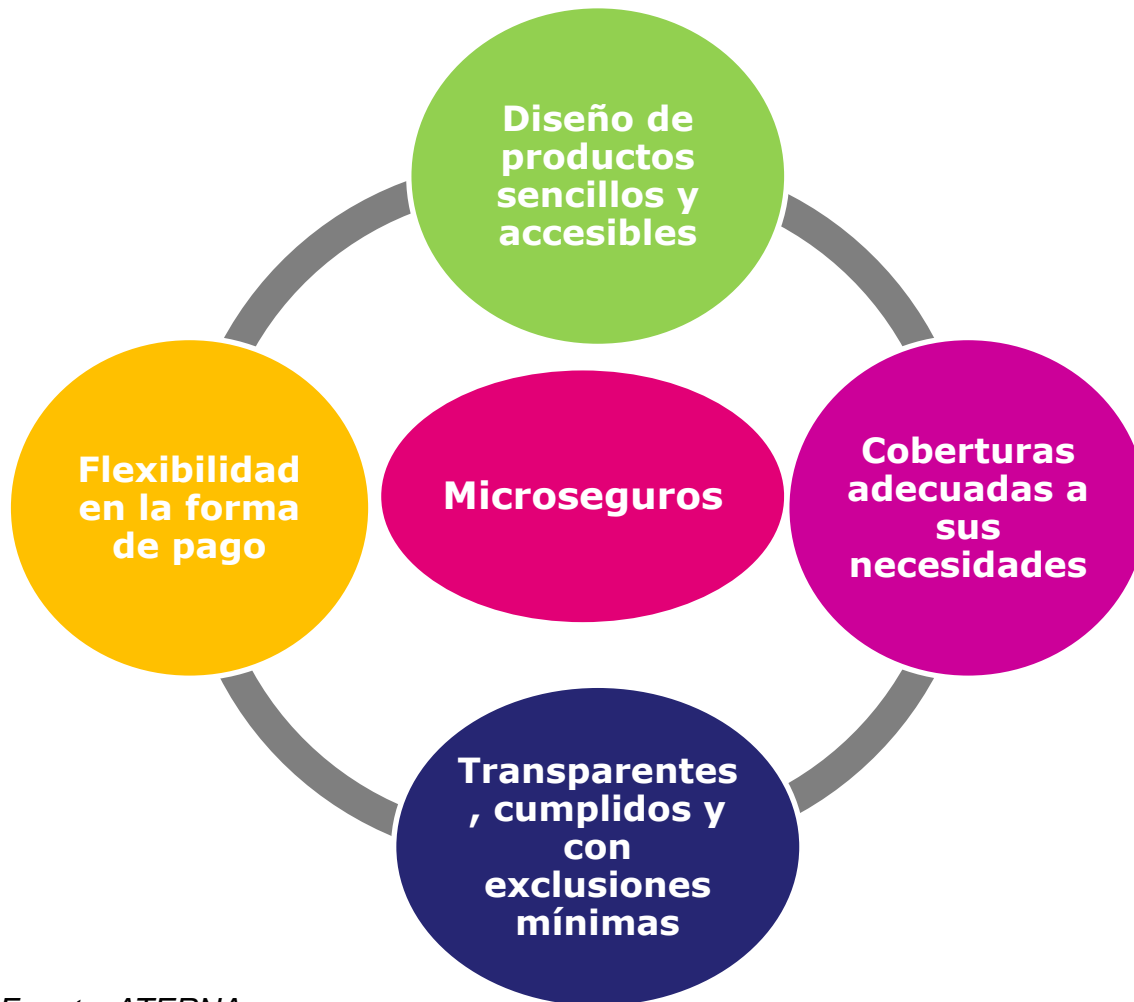 Diseño de
productos
sencillos y
accesibles
Flexibilidad
en la forma
de pago
Microseguros
Coberturas
adecuadas a
sus
necesidades
Transparentes
, cumplidos y
con
exclusiones
mínimas